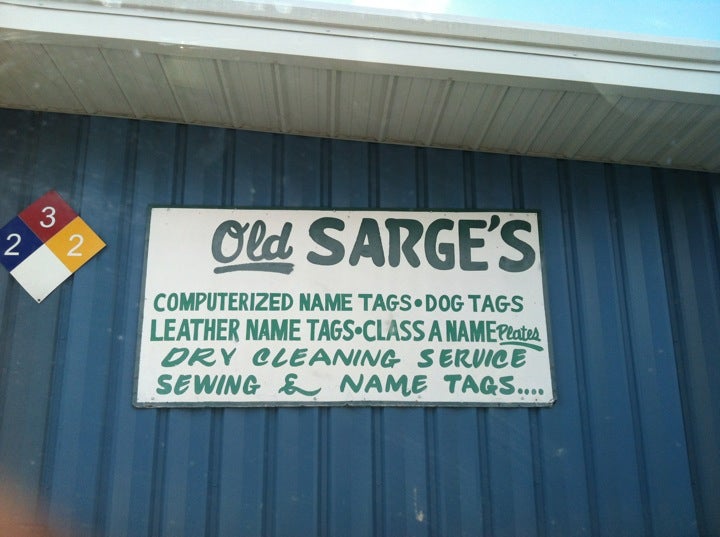 Old SARGE'S
COMPUTERIZED NAME TAGS•DOG TAGS
LEATHER NAME TAGS•CLASS A NAME Plates
DRY CLEANING SERVICE
SEWING & NAME TAGS....
3
2 2